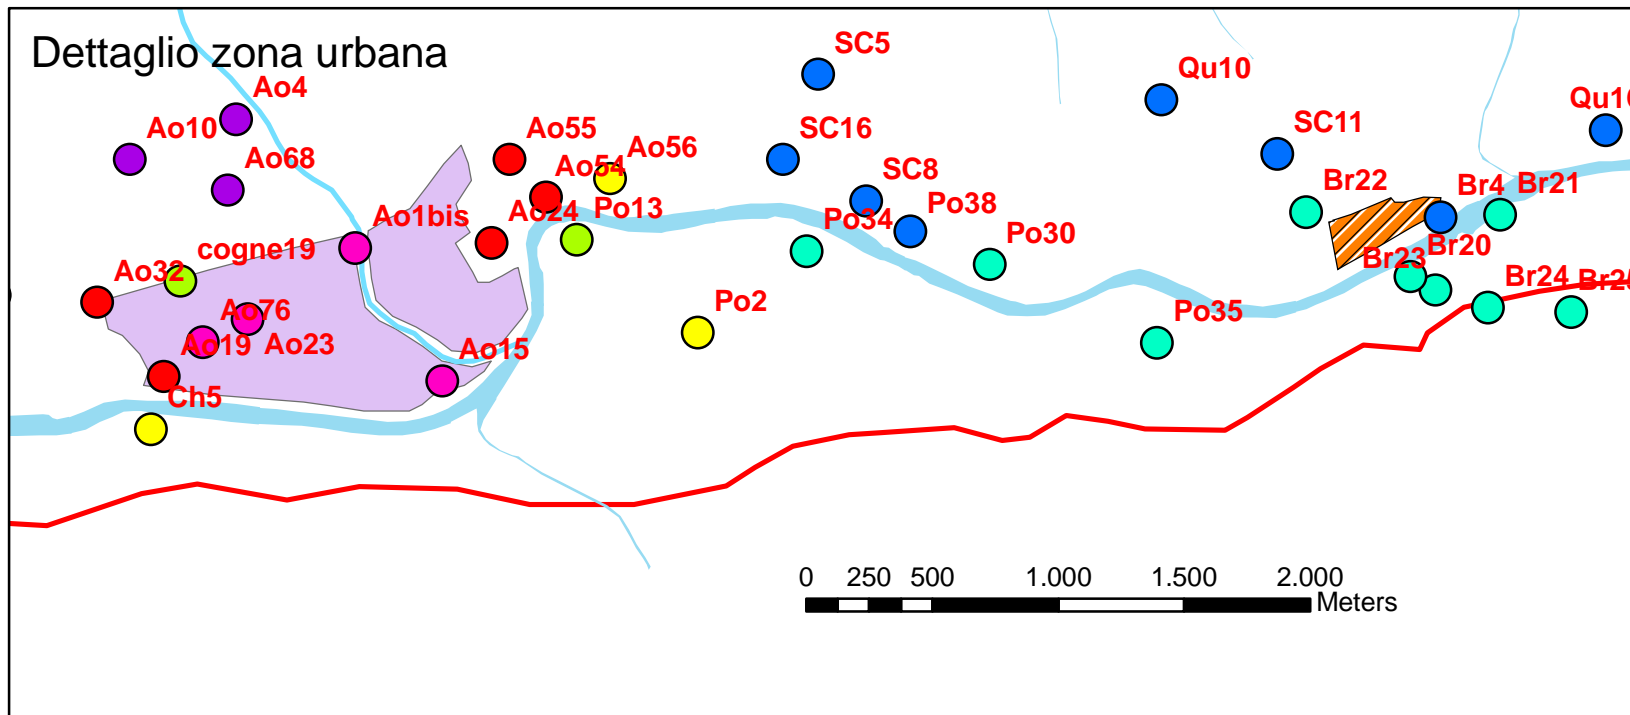 Dettaglio zona urbana
SC5
Qu10
Ao4
Qu10
Ao10
Ao55
SC16
SC11
Ao68
Ao54
Ao56
SC8
Br22
Br4
Br21
Ao1bis
Ao24
Po13
Po34
Po38
cogne19
Po30
Br23
Br20
Ao32
Br24
Ao76
Po2
Po35
Ao19
Ao23
Ao15
Ch5
0 250 500 1.000 1.500 2.000
Meters